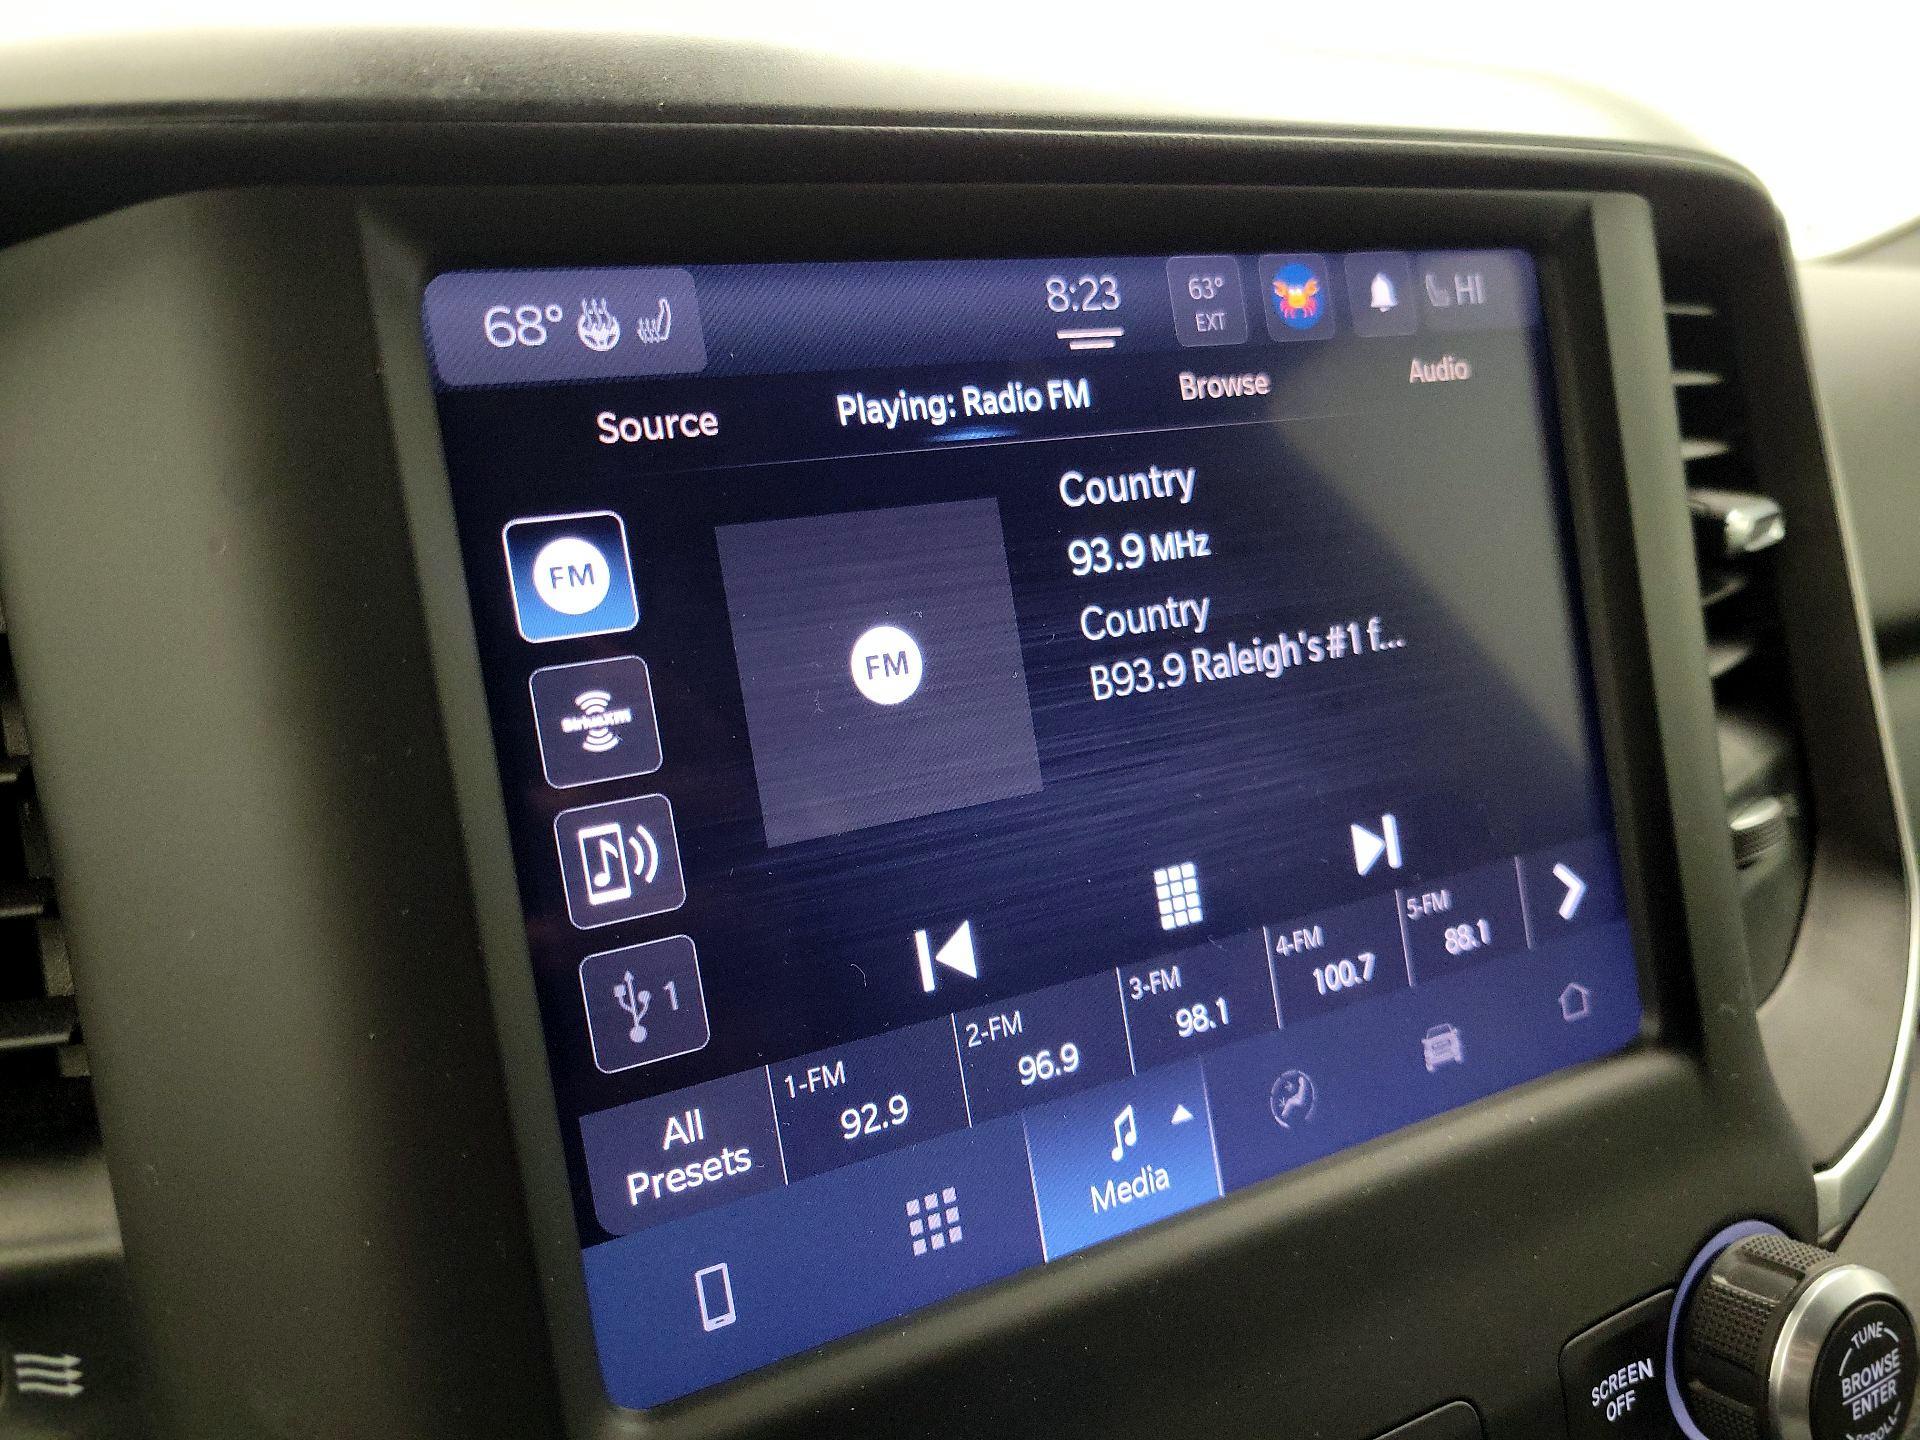 68°
8:23
63°
EXT
HI
Source
Playing: Radio FM
Browse
Audio
FM
SiriusXM
1
FM
Country
93.9 MHz
Country
B93.9 Raleigh's #1 f...
All
Presets
1-FM
92.9
2-FM
96.9
3-FM
98.1
4-FM
100.7
5-FM
88.1
Media
SCREEN
OFF
TUNE
BROWSE
ENTER
SCROLL